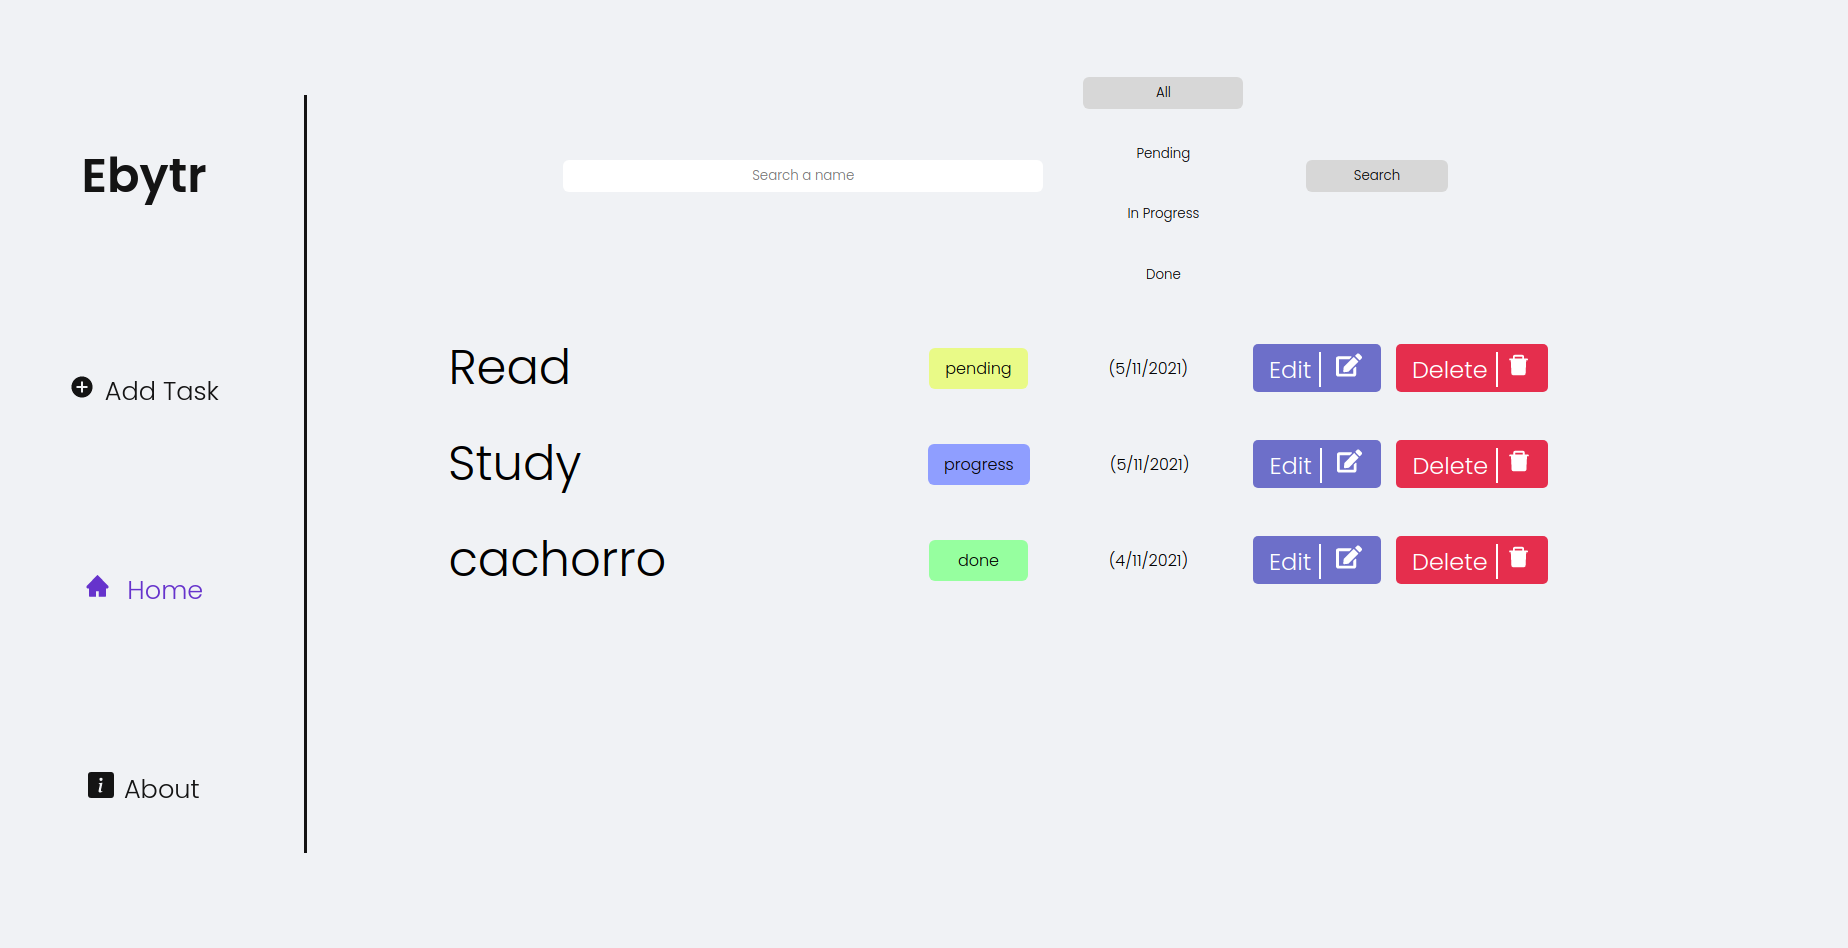 Ebytr
Add Task
Home
About
Search a name
All
Pending
In Progress
Done
Search
Read pending (5/11/2021) Edit Delete
Study progress (5/11/2021) Edit Delete
cachorro done (4/11/2021) Edit Delete